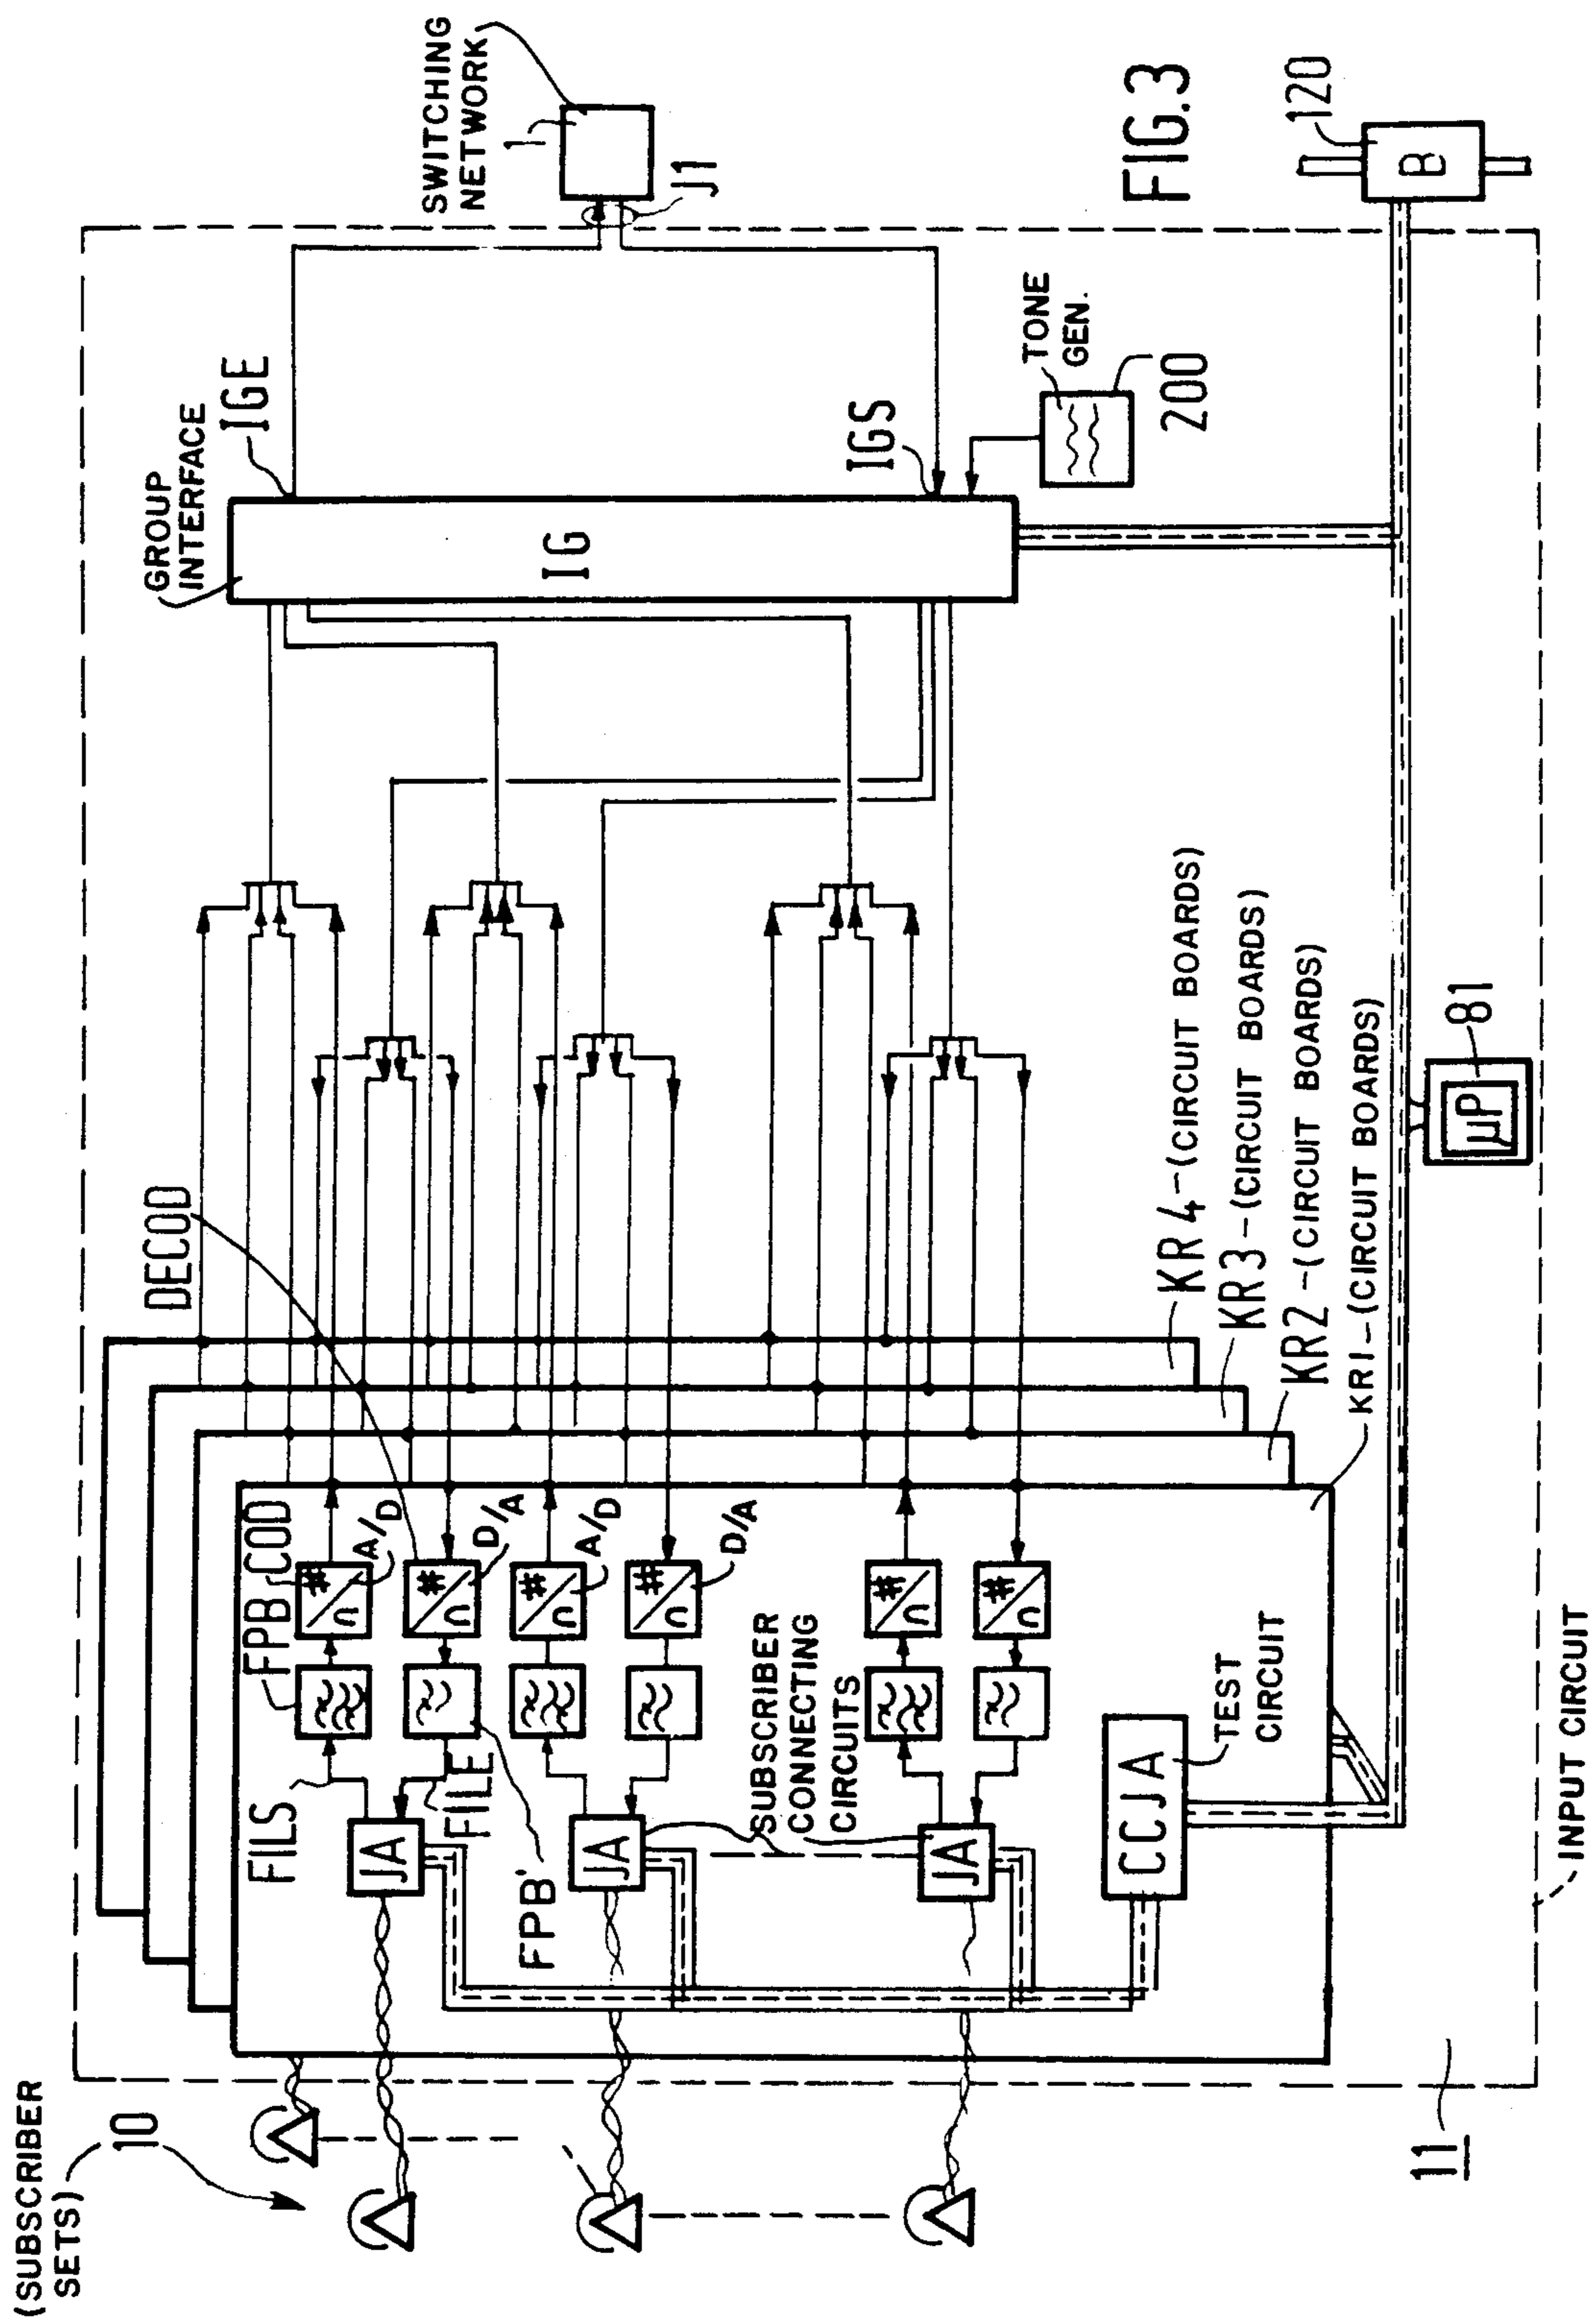 (SUBSCRIBER
SETS)
10
SWITCHING
NETWORK
1
J1
GROUP
INTERFACE
IGE
IG
IGS
TONE
GEN.
200
FIG.3
120
B
DECOD
FPB
COD
A/D
D/A
A/D
D/A
FILS
FILE
FPB'
JA
JA
JA
SUBSCRIBER
CONNECTING
CIRCUITS
CCJA
TEST
CIRCUIT
KR4-(CIRCUIT BOARDS)
KR3-(CIRCUIT BOARDS)
KR2-(CIRCUIT BOARDS)
KR1-(CIRCUIT BOARDS)
µP
81
11
INPUT CIRCUIT